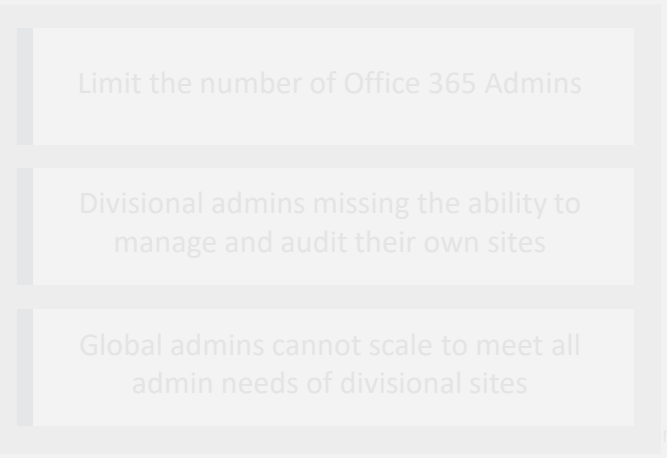 Limit the number of Office 365 Admins
Divisional admins missing the ability to
manage and audit their own sites
Global admins cannot scale to meet all
admin needs of divisional sites